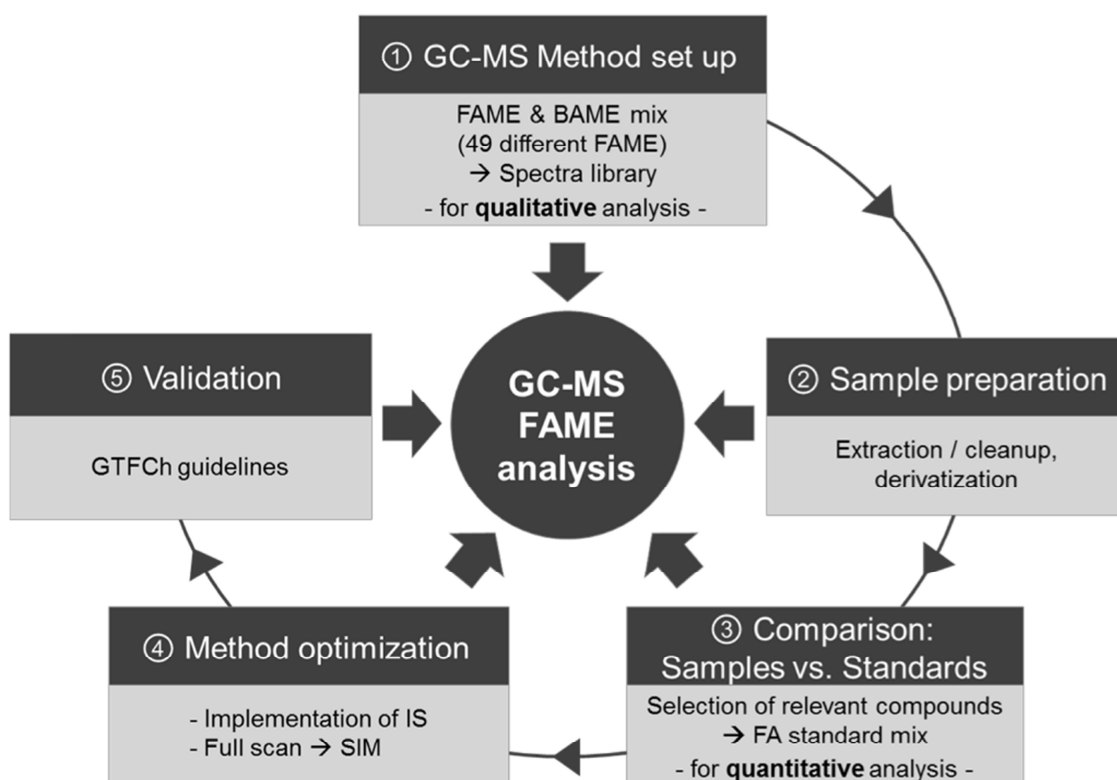 ① GC-MS Method set up
FAME & BAME mix
(49 different FAME)
→ Spectra library
- for qualitative analysis -
② Sample preparation
Extraction / cleanup,
derivatization
③ Comparison:
Samples vs. Standards
Selection of relevant compounds
→ FA standard mix
- for quantitative analysis -
④ Method optimization
- Implementation of IS
- Full scan → SIM
⑤ Validation
GTFCh guidelines
GC-MS
FAME
analysis